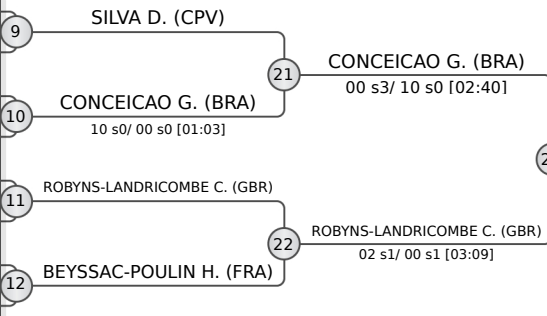 SILVA D. (CPV)
9
21
CONCEICAO G. (BRA)
00 s3/ 10 s0 [02:40]
CONCEICAO G. (BRA)
10
10 s0/ 00 s0 [01:03]
ROBYNS-LANDRICOMBE C. (GBR)
11
22
ROBYNS-LANDRICOMBE C. (GBR)
02 s1/ 00 s1 [03:09]
BEYSSAC-POULIN H. (FRA)
12